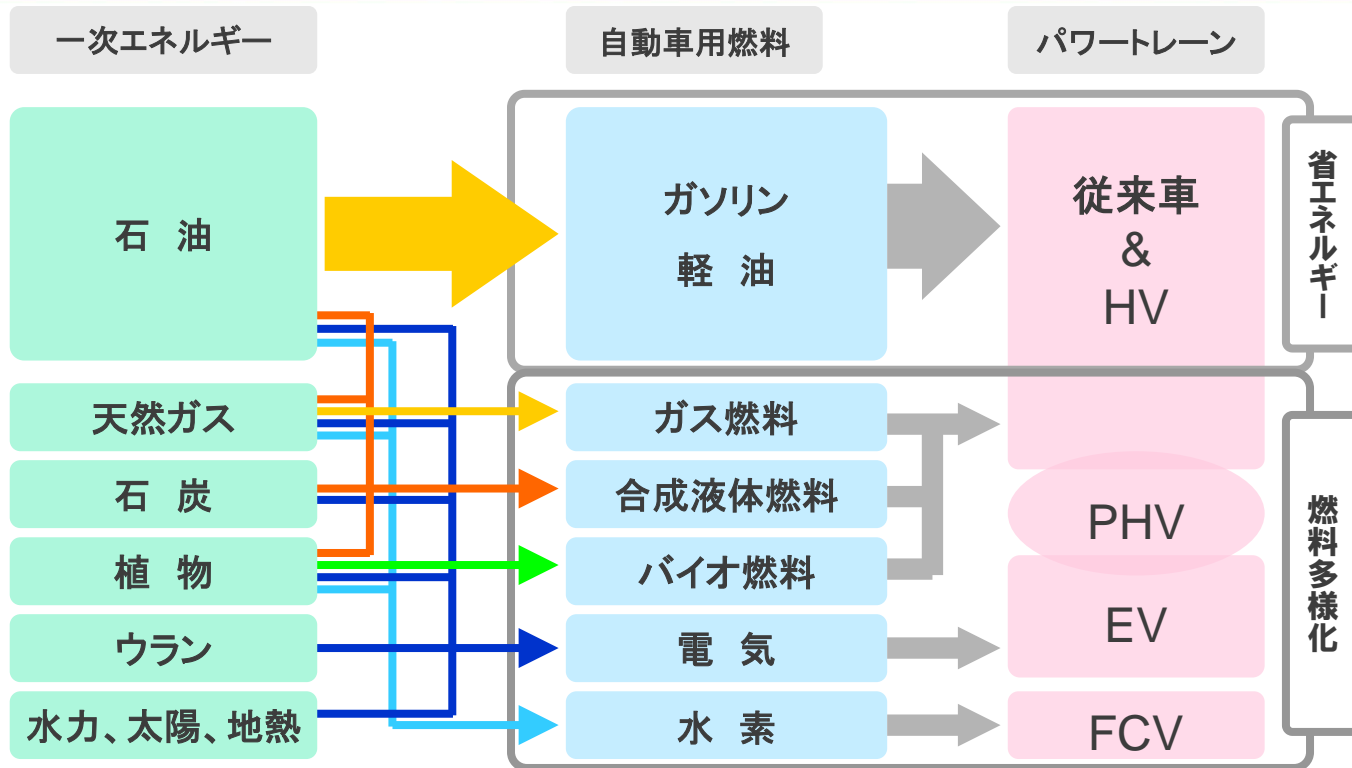 一次エネルギー
自動車用燃料
パワートレーン
石 油
ガソリン
軽 油
従来車
&
HV
省エネルギー
天然ガス
ガス燃料
石 炭
合成液体燃料
植 物
バイオ燃料
ウラン
電 気
水力、太陽、地熱
水 素
PHV
EV
FCV
燃料多様化